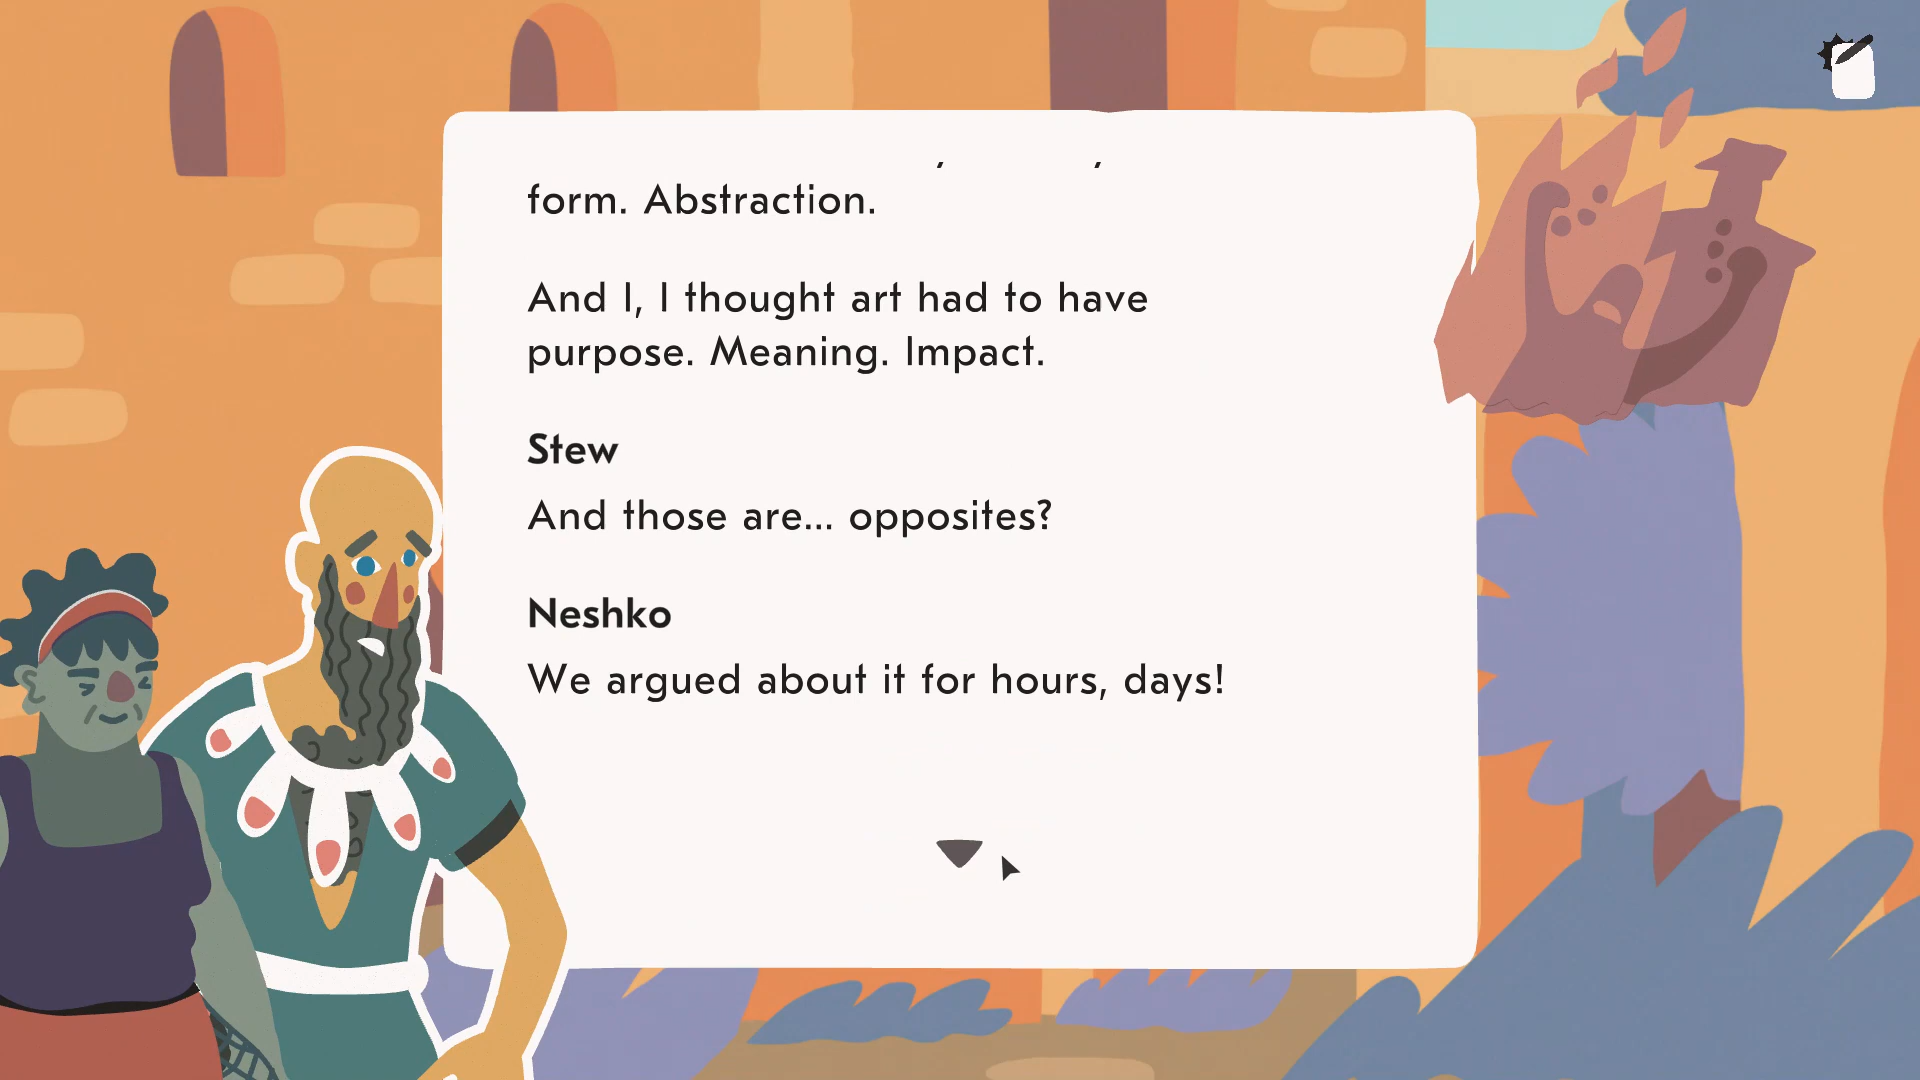 form. Abstraction.
And I, I thought art had to have
purpose. Meaning. Impact.
Stew
And those are... opposites?
Neshko
We argued about it for hours, days!